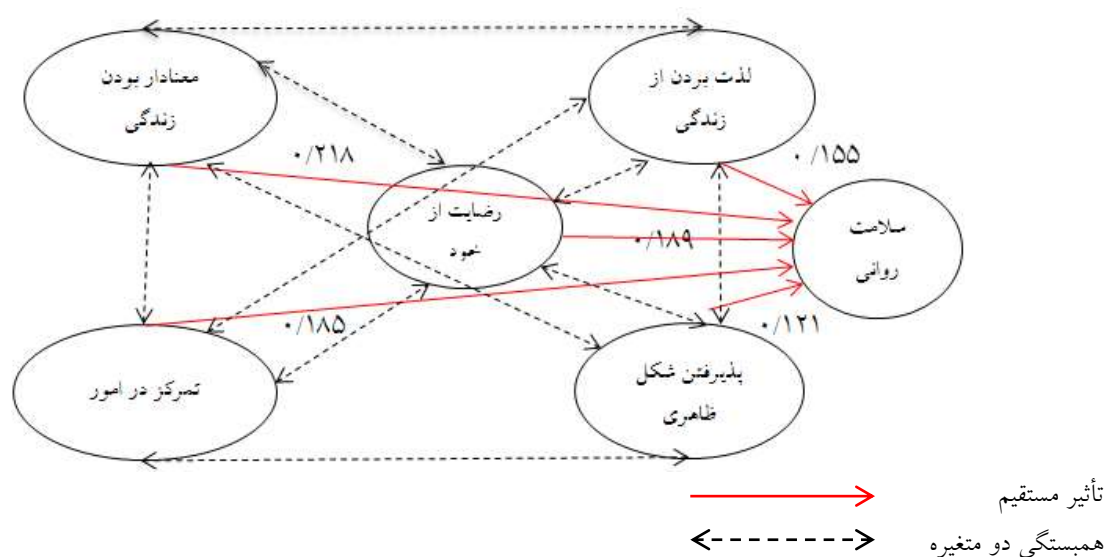 معنادار بودن
زندگی
لذت بردن از
زندگی
۰/۲۱۸
۰/۱۵۵
رضایت از
خود
۰/۱۸۹
سلامت
روانی
۰/۱۸۵
۰/۱۲۱
تمرکز در امور
پذیرفتن شکل
ظاهری
تأثیر مستقیم
همبستگی دو متغیره